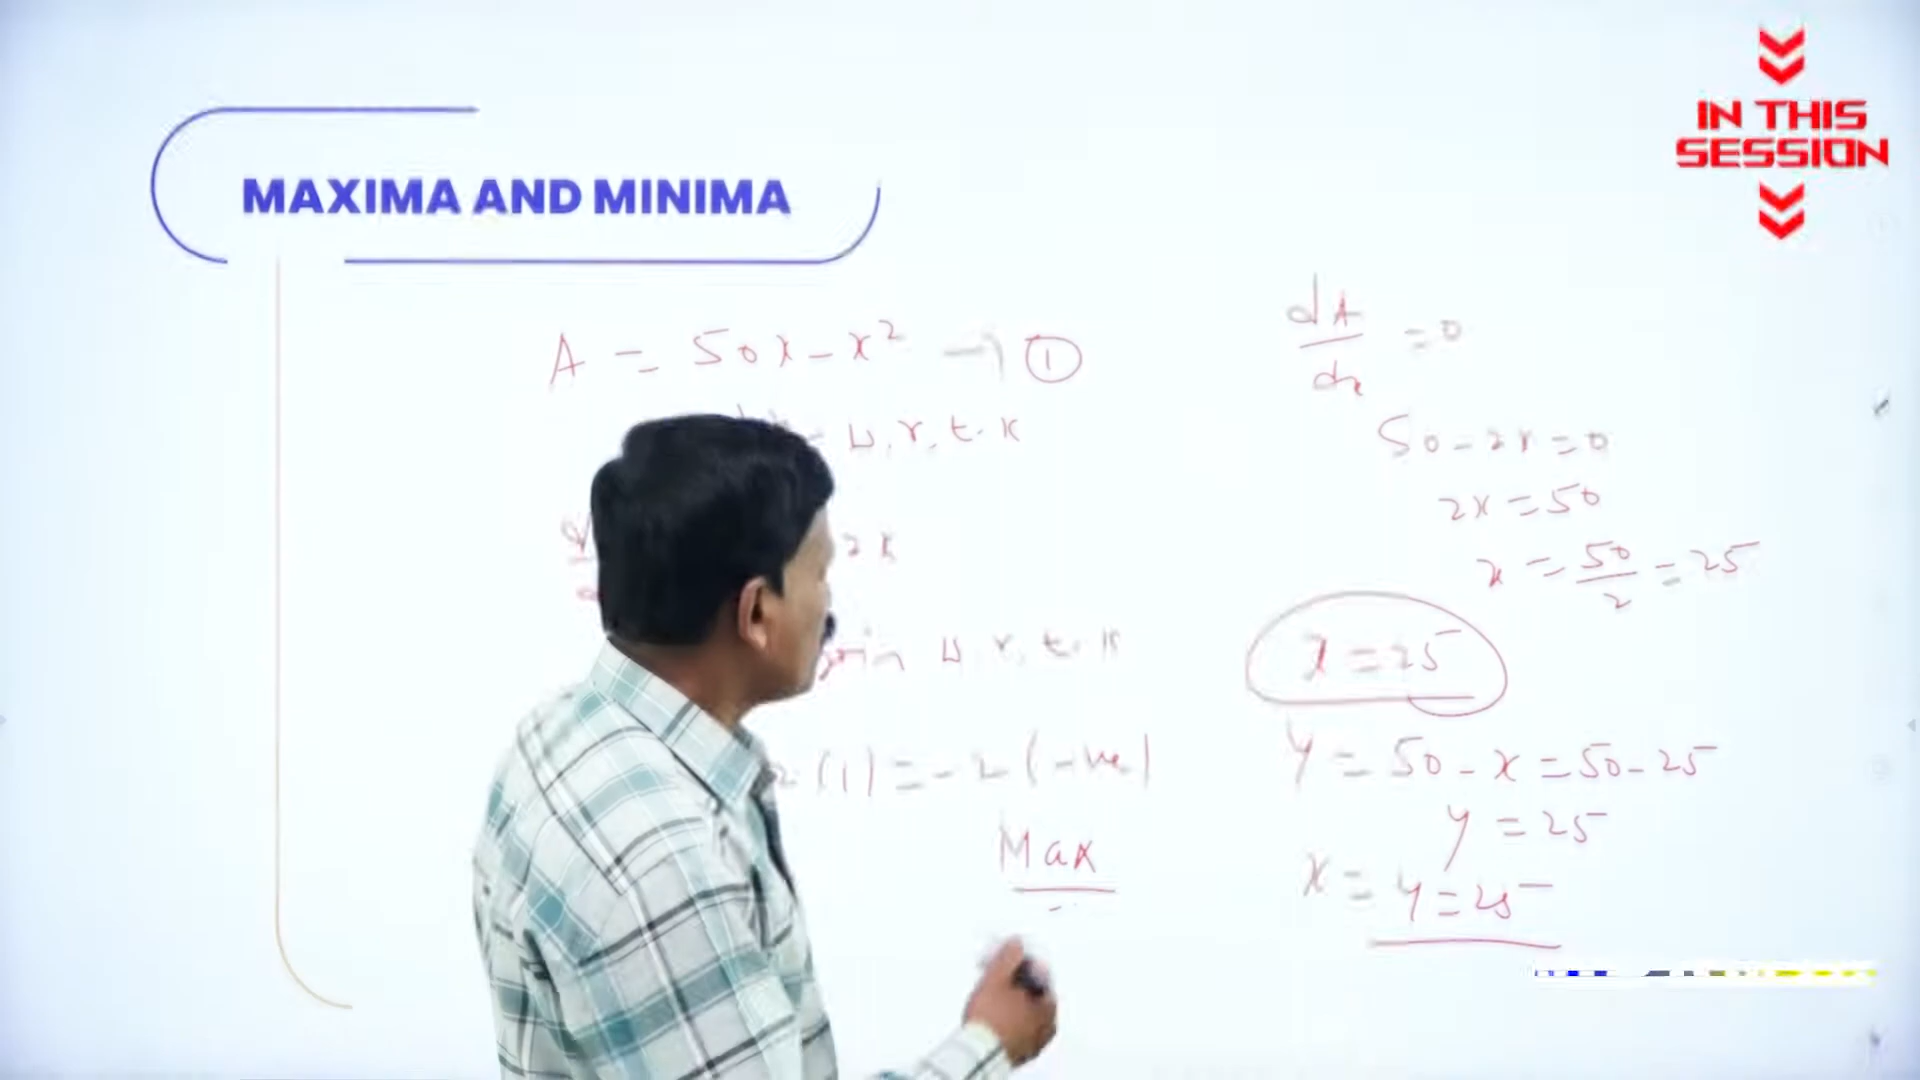 IN THIS
SESSION
MAXIMA AND MINIMA
A = 50x - x² → ①
w.r.t. x
2x
w.r.t. x
2(1) = -2 (-ve)
Max
dA/dx = 0
50 - 2x = 0
2x = 50
x = 50/2 = 25
x = 25
y = 50 - x = 50 - 25
y = 25
x = y = 25